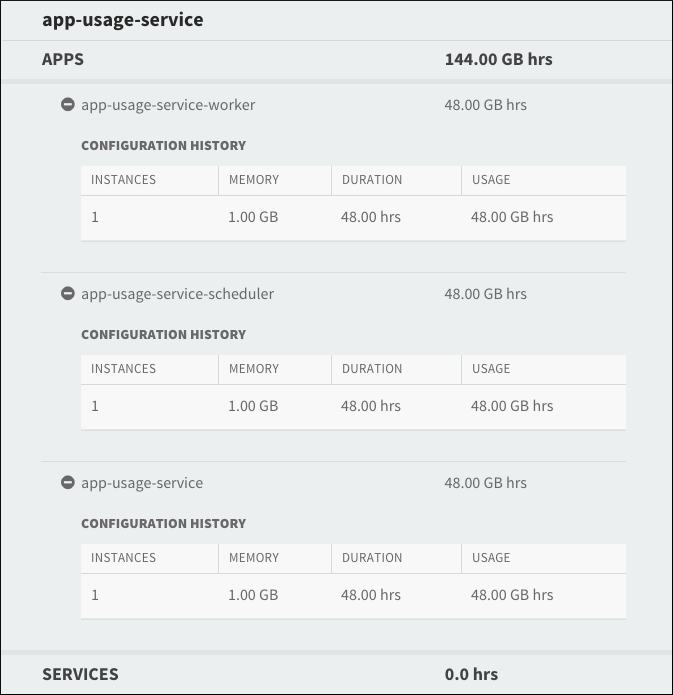 app-usage-service
APPS 144.00 GB hrs
app-usage-service-worker 48.00 GB hrs
CONFIGURATION HISTORY
INSTANCES MEMORY DURATION USAGE
1 1.00 GB 48.00 hrs 48.00 GB hrs
app-usage-service-scheduler 48.00 GB hrs
CONFIGURATION HISTORY
INSTANCES MEMORY DURATION USAGE
1 1.00 GB 48.00 hrs 48.00 GB hrs
app-usage-service 48.00 GB hrs
CONFIGURATION HISTORY
INSTANCES MEMORY DURATION USAGE
1 1.00 GB 48.00 hrs 48.00 GB hrs
SERVICES 0.0 hrs